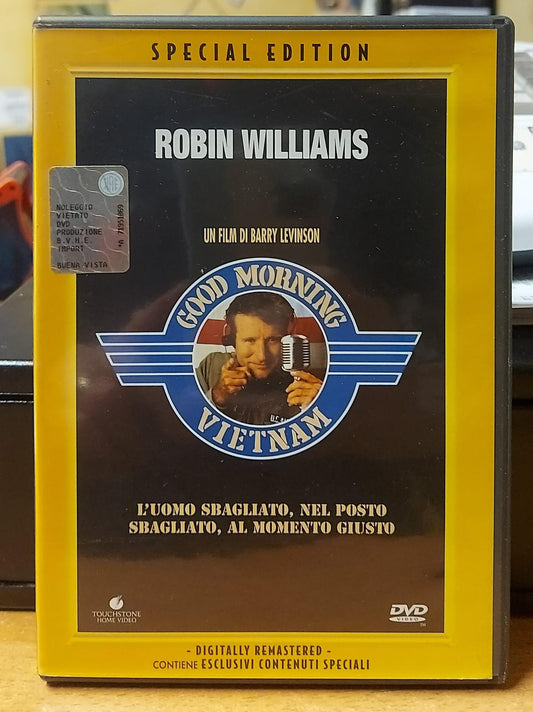 SPECIAL EDITION
ROBIN WILLIAMS
NOLEGGIO
VIETATO
DVD
PRODUZIONE
B.V.H.E.
IMPORT
BUENA VISTA
UN FILM DI BARRY LEVINSON
GOOD MORNING
VIETNAM
L'UOMO SBAGLIATO, NEL POSTO
SBAGLIATO, AL MOMENTO GIUSTO
TOUCHSTONE
HOME VIDEO
DVD
VIDEO
TM
- DIGITALLY REMASTERED -
CONTIENE ESCLUSIVI CONTENUTI SPECIALI